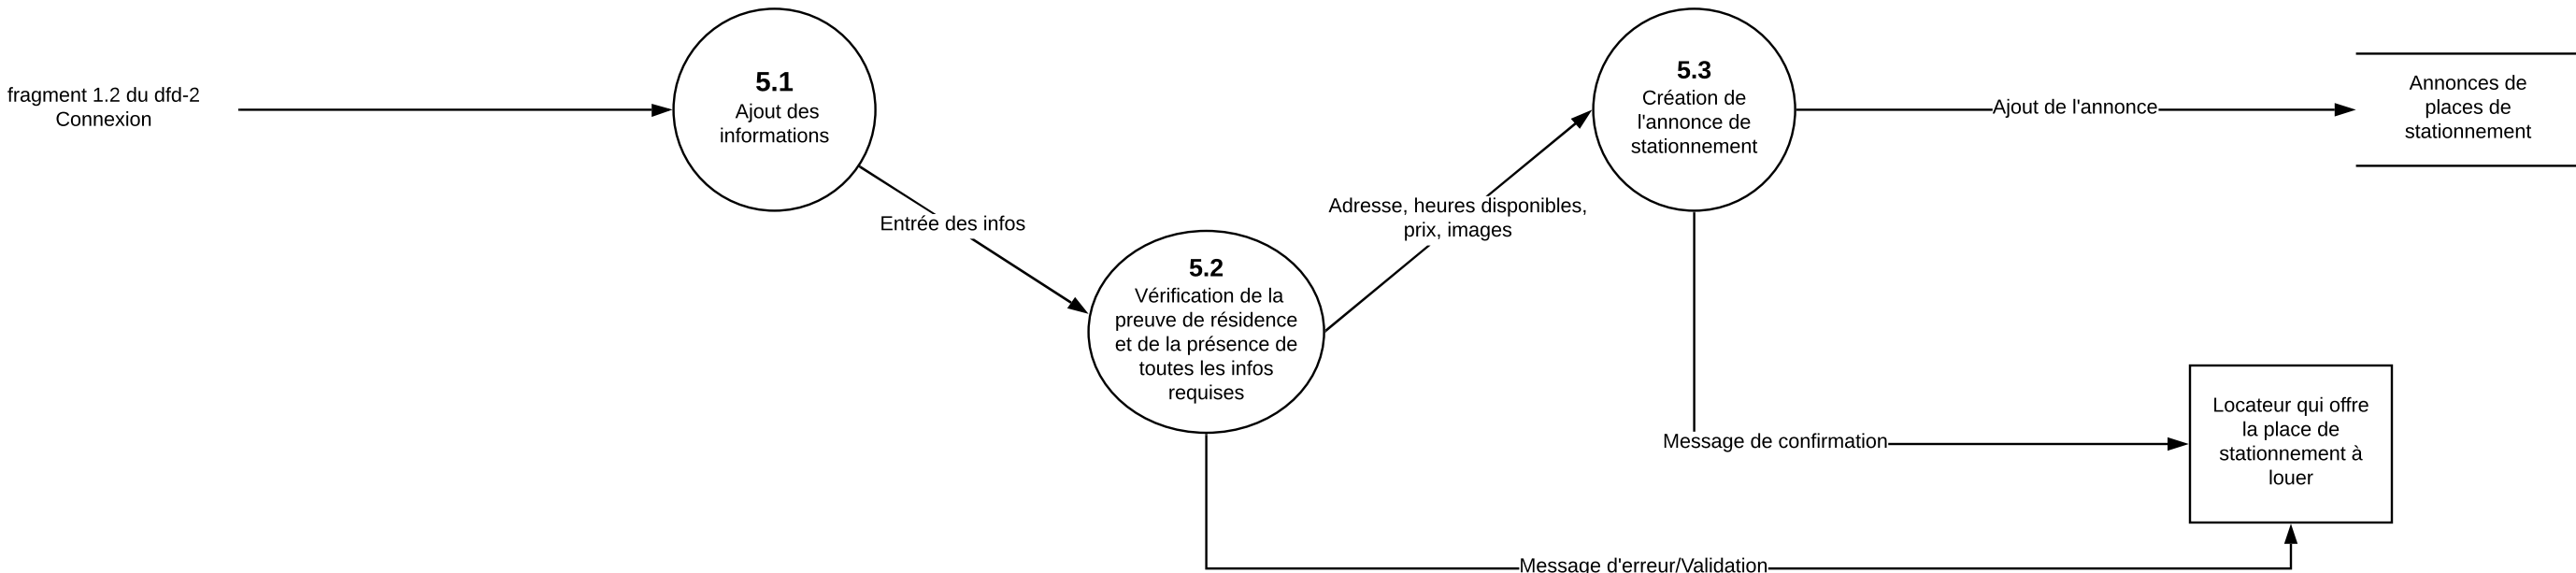 fragment 1.2 du dfd-2
Connexion
5.1
Ajout des
informations
Entrée des infos
5.2
Vérification de la
preuve de résidence
et de la présence de
toutes les infos
requises
Adresse, heures disponibles,
prix, images
5.3
Création de
l'annonce de
stationnement
Ajout de l'annonce
Annonces de
places de
stationnement
Message de confirmation
Locateur qui offre
la place de
stationnement à
louer
Message d'erreur/Validation